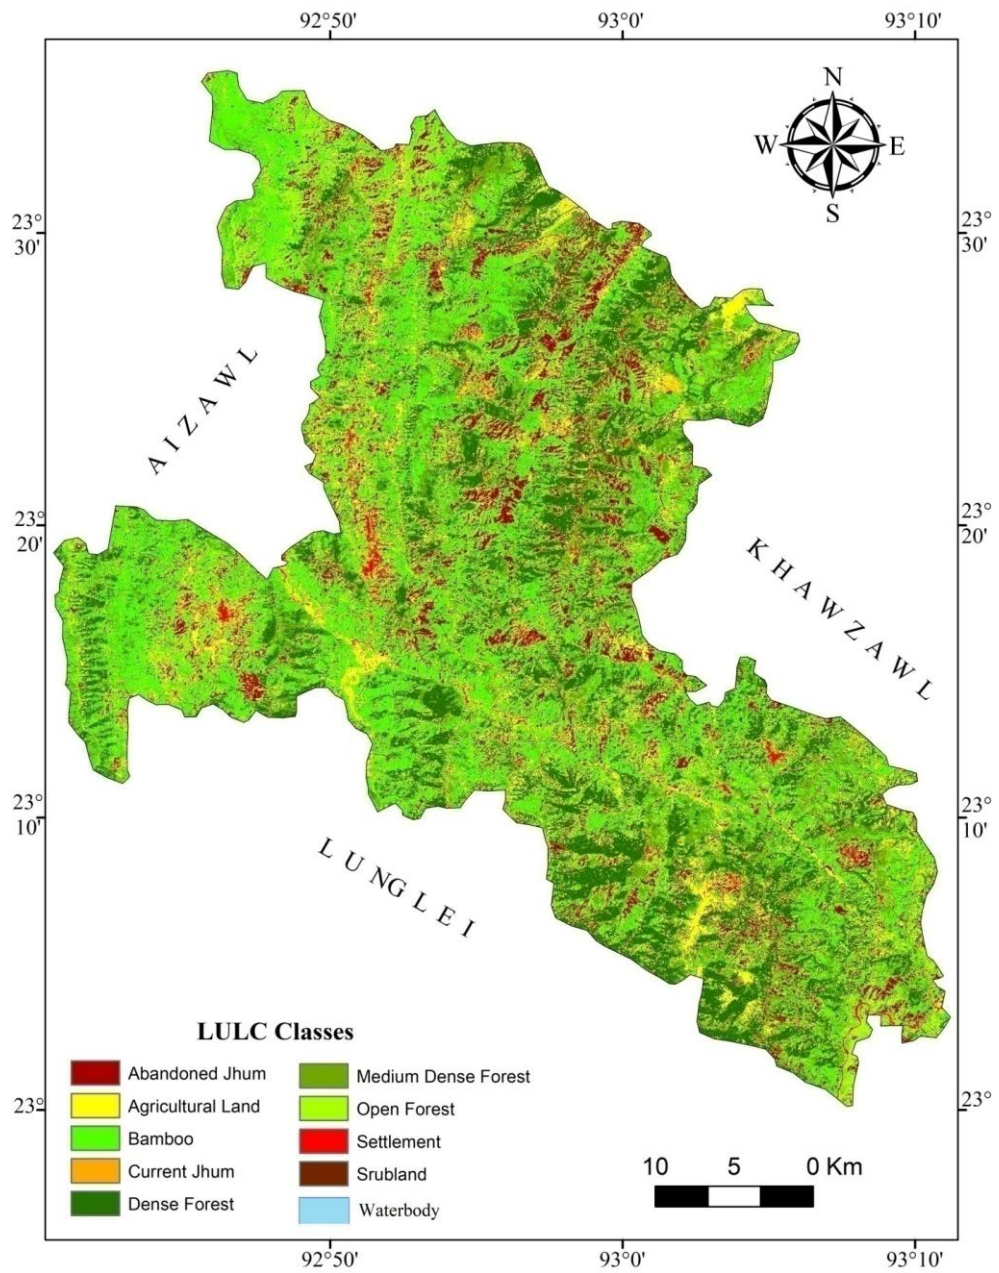 92°50' 93°0' 93°10'
N
W E
S
23°
30'
23°
30'
AIZAWL
23°
20'
23°
20'
KHAWZAWL
23°
10'
23°
10'
LUNGLEI
LULC Classes
Abandoned Jhum
Agricultural Land
Bamboo
Current Jhum
Dense Forest
Medium Dense Forest
Open Forest
Settlement
Srubland
Waterbody
23°
23°
10 5 0 Km
92°50' 93°0' 93°10'